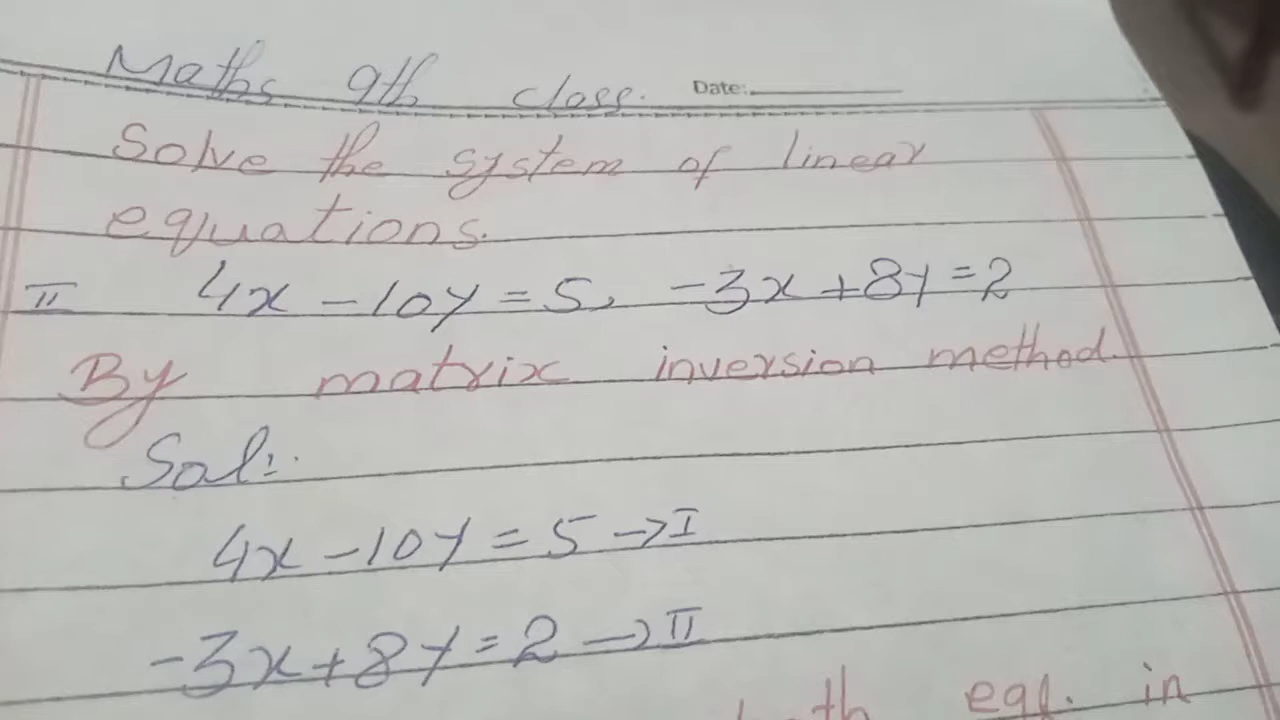 Maths 9th class. Date:
Solve the system of linear
equations.
II 4x - 10y = 5, -3x + 8y = 2
By matrix inversion method.
Sol:.
4x - 10y = 5 → I
-3x + 8y = 2 → II
eql. in